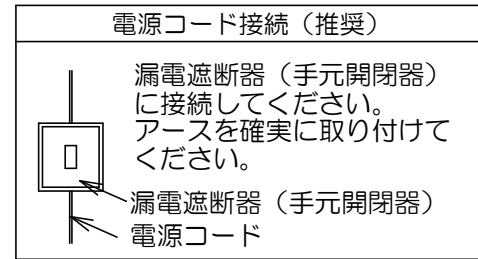 電源コード接続（推奨）
漏電遮断器（手元開閉器）
に接続してください。
アースを確実に取り付けて
ください。
漏電遮断器（手元開閉器）
電源コード